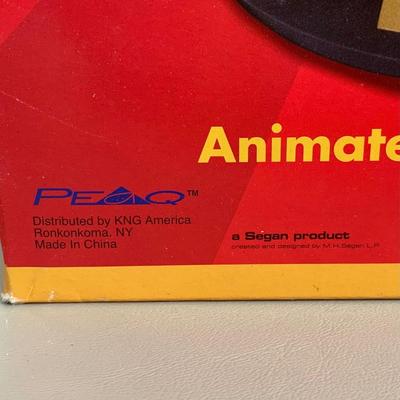 Animate
PEAQ™
Distributed by KNG America
Ronkonkoma, NY
Made In China
a Segan product
created and designed by M.H.Segan L.P.